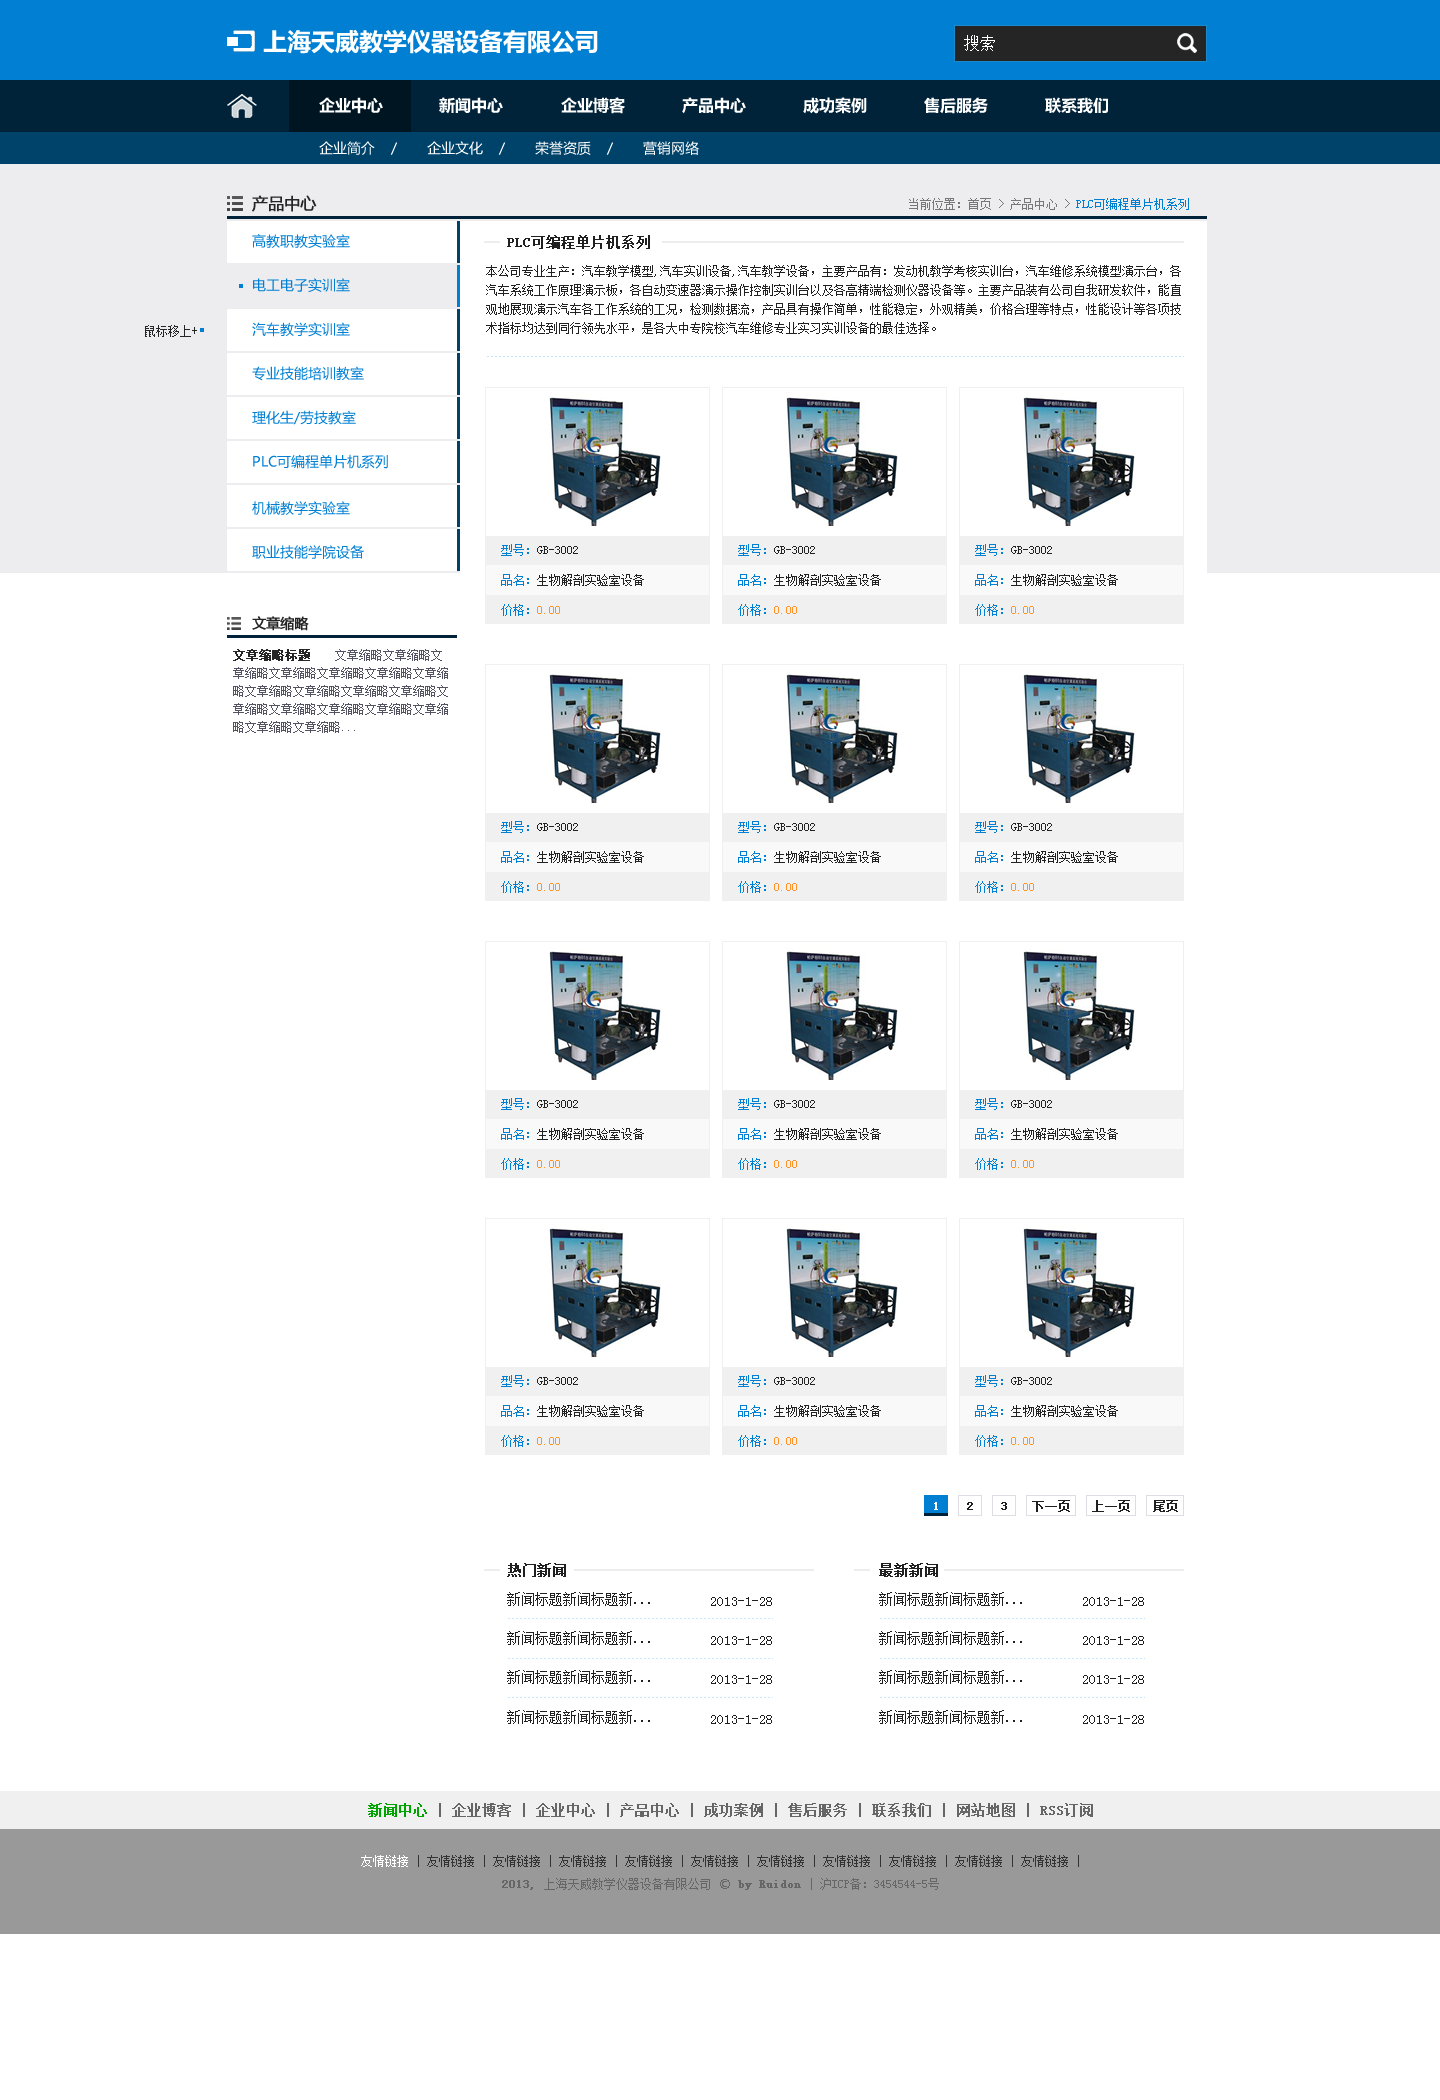 上海天威教学仪器设备有限公司
搜索
企业中心 新闻中心 企业博客 产品中心 成功案例 售后服务 联系我们
企业简介 / 企业文化 / 荣誉资质 / 营销网络
产品中心
当前位置：首页 > 产品中心 > PLC可编程单片机系列
高教职教实验室
电工电子实训室
鼠标移上+
汽车教学实训室
专业技能培训教室
理化生/劳技教室
PLC可编程单片机系列
机械教学实验室
职业技能学院设备
文章缩略
文章缩略标题 文章缩略文章缩略文
章缩略文章缩略文章缩略文章缩略文章缩
略文章缩略文章缩略文章缩略文章缩略文
章缩略文章缩略文章缩略文章缩略文章缩
略文章缩略文章缩略...
PLC可编程单片机系列
本公司专业生产：汽车教学模型,汽车实训设备,汽车教学设备，主要产品有：发动机教学考核实训台，汽车维修系统模型演示台，各
汽车系统工作原理演示板，各自动变速器演示操作控制实训台以及各高精端检测仪器设备等。主要产品装有公司自我研发软件，能直
观地展现演示汽车各工作系统的工况，检测数据流，产品具有操作简单，性能稳定，外观精美，价格合理等特点，性能设计等各项技
术指标均达到同行领先水平，是各大中专院校汽车维修专业实习实训设备的最佳选择。
型号：GB-3002 型号：GB-3002 型号：GB-3002
品名：生物解剖实验室设备 品名：生物解剖实验室设备 品名：生物解剖实验室设备
价格：0.00 价格：0.00 价格：0.00
型号：GB-3002 型号：GB-3002 型号：GB-3002
品名：生物解剖实验室设备 品名：生物解剖实验室设备 品名：生物解剖实验室设备
价格：0.00 价格：0.00 价格：0.00
型号：GB-3002 型号：GB-3002 型号：GB-3002
品名：生物解剖实验室设备 品名：生物解剖实验室设备 品名：生物解剖实验室设备
价格：0.00 价格：0.00 价格：0.00
型号：GB-3002 型号：GB-3002 型号：GB-3002
品名：生物解剖实验室设备 品名：生物解剖实验室设备 品名：生物解剖实验室设备
价格：0.00 价格：0.00 价格：0.00
1 2 3 下一页 上一页 尾页
热门新闻
新闻标题新闻标题新... 2013-1-28
新闻标题新闻标题新... 2013-1-28
新闻标题新闻标题新... 2013-1-28
新闻标题新闻标题新... 2013-1-28
最新新闻
新闻标题新闻标题新... 2013-1-28
新闻标题新闻标题新... 2013-1-28
新闻标题新闻标题新... 2013-1-28
新闻标题新闻标题新... 2013-1-28
新闻中心 | 企业博客 | 企业中心 | 产品中心 | 成功案例 | 售后服务 | 联系我们 | 网站地图 | RSS订阅
友情链接 | 友情链接 | 友情链接 | 友情链接 | 友情链接 | 友情链接 | 友情链接 | 友情链接 | 友情链接 | 友情链接 | 友情链接 |
2013, 上海天威教学仪器设备有限公司 © by Ruidon | 沪ICP备：3454544-5号